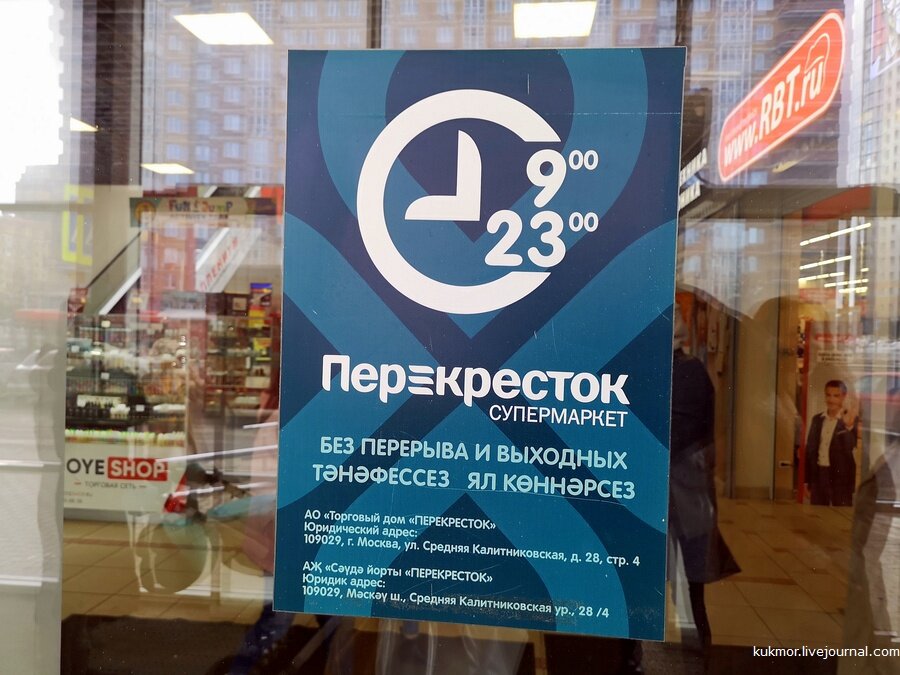 9⁰⁰
23⁰⁰
Перекресток
СУПЕРМАРКЕТ
БЕЗ ПЕРЕРЫВА И ВЫХОДНЫХ
ТӘНӘФЕССЕЗ ЯЛ КӨННӘРСЕЗ
АО «Торговый дом «ПЕРЕКРЕСТОК»
Юридический адрес:
109029, г. Москва, ул. Средняя Калитниковская, д. 28, стр. 4
АҖ «Сәүдә йорты «ПЕРЕКРЕСТОК»
Юридик адрес:
109029, Мәскәү ш., Средняя Калитниковская ур., 28 /4
www.RBT.ru
OYE SHOP
ТОРГОВАЯ СЕТЬ
kukmor.livejournal.com